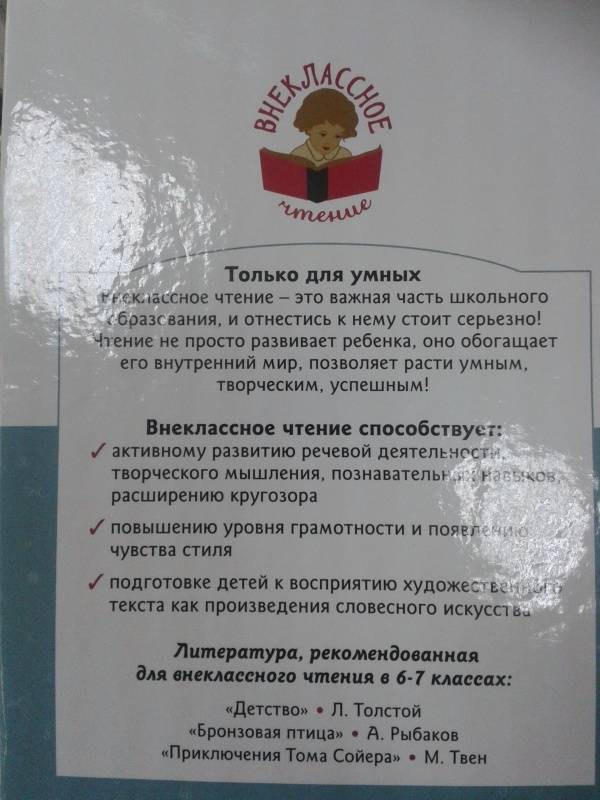 ВНЕКЛАССНОЕ
чтение
Только для умных
Внеклассное чтение – это важная часть школьного
образования, и отнестись к нему стоит серьезно!
Чтение не просто развивает ребенка, оно обогащает
его внутренний мир, позволяет расти умным,
творческим, успешным!
Внеклассное чтение способствует:
✓ активному развитию речевой деятельности,
творческого мышления, познавательных навыков,
расширению кругозора
✓ повышению уровня грамотности и появлению
чувства стиля
✓ подготовке детей к восприятию художественного
текста как произведения словесного искусства
Литература, рекомендованная
для внеклассного чтения в 6-7 классах:
«Детство» • Л. Толстой
«Бронзовая птица» • А. Рыбаков
«Приключения Тома Сойера» • М. Твен